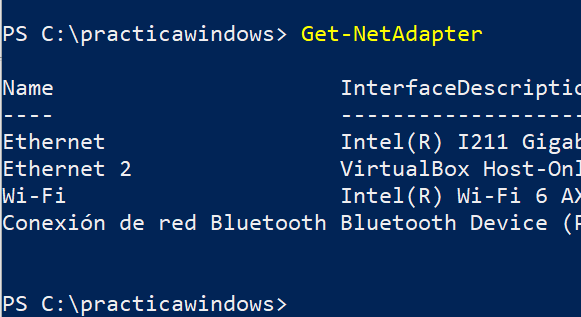 PS C:\practicawindows> Get-NetAdapter
Name InterfaceDescriptio
---- --------------------
Ethernet Intel(R) I211 Gigab
Ethernet 2 VirtualBox Host-Onl
Wi-Fi Intel(R) Wi-Fi 6 AX
Conexión de red Bluetooth Bluetooth Device (P
PS C:\practicawindows>